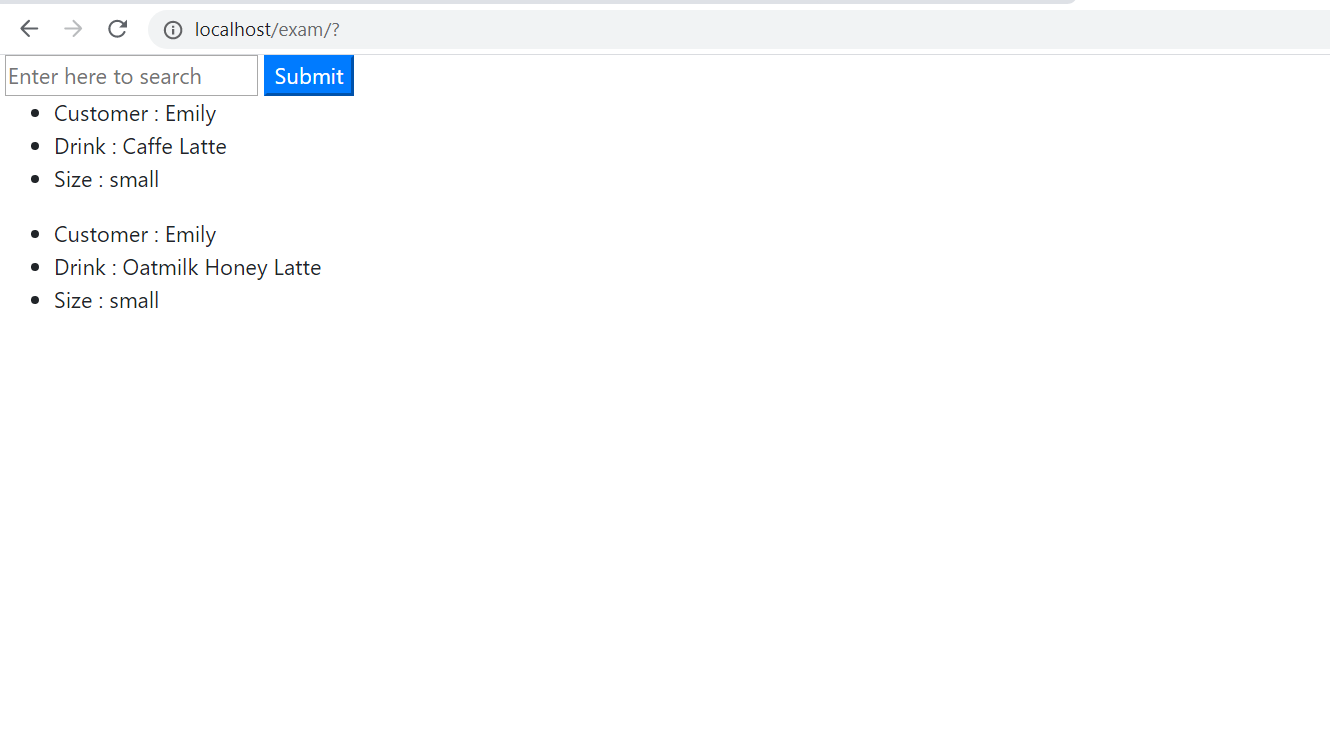 localhost/exam/?
Enter here to search Submit
Customer : Emily
Drink : Caffe Latte
Size : small
Customer : Emily
Drink : Oatmilk Honey Latte
Size : small